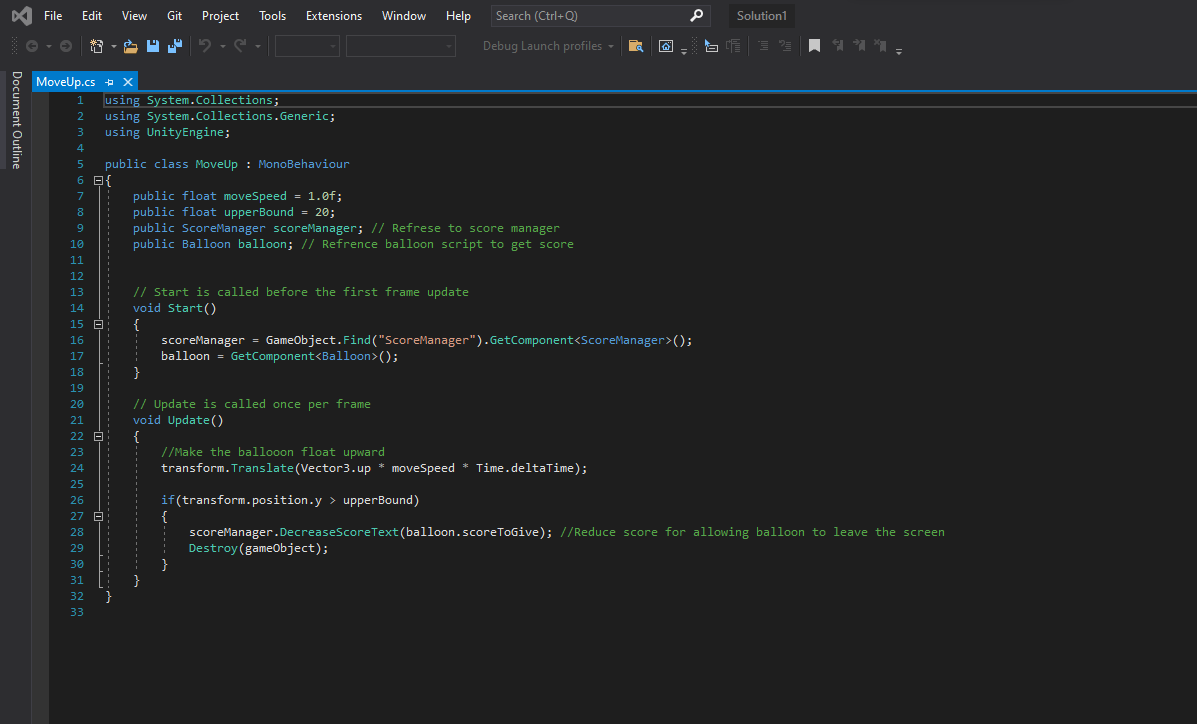 File Edit View Git Project Tools Extensions Window Help Search (Ctrl+Q) Solution1
Debug Launch profiles
Document Outline
MoveUp.cs
1 using System.Collections;
2 using System.Collections.Generic;
3 using UnityEngine;
4
5 public class MoveUp : MonoBehaviour
6 {
7 public float moveSpeed = 1.0f;
8 public float upperBound = 20;
9 public ScoreManager scoreManager; // Refrese to score manager
10 public Balloon balloon; // Refrence balloon script to get score
11
12
13 // Start is called before the first frame update
14 void Start()
15 {
16 scoreManager = GameObject.Find("ScoreManager").GetComponent<ScoreManager>();
17 balloon = GetComponent<Balloon>();
18 }
19
20 // Update is called once per frame
21 void Update()
22 {
23 //Make the ballooon float upward
24 transform.Translate(Vector3.up * moveSpeed * Time.deltaTime);
25
26 if(transform.position.y > upperBound)
27 {
28 scoreManager.DecreaseScoreText(balloon.scoreToGive); //Reduce score for allowing balloon to leave the screen
29 Destroy(gameObject);
30 }
31 }
32 }
33